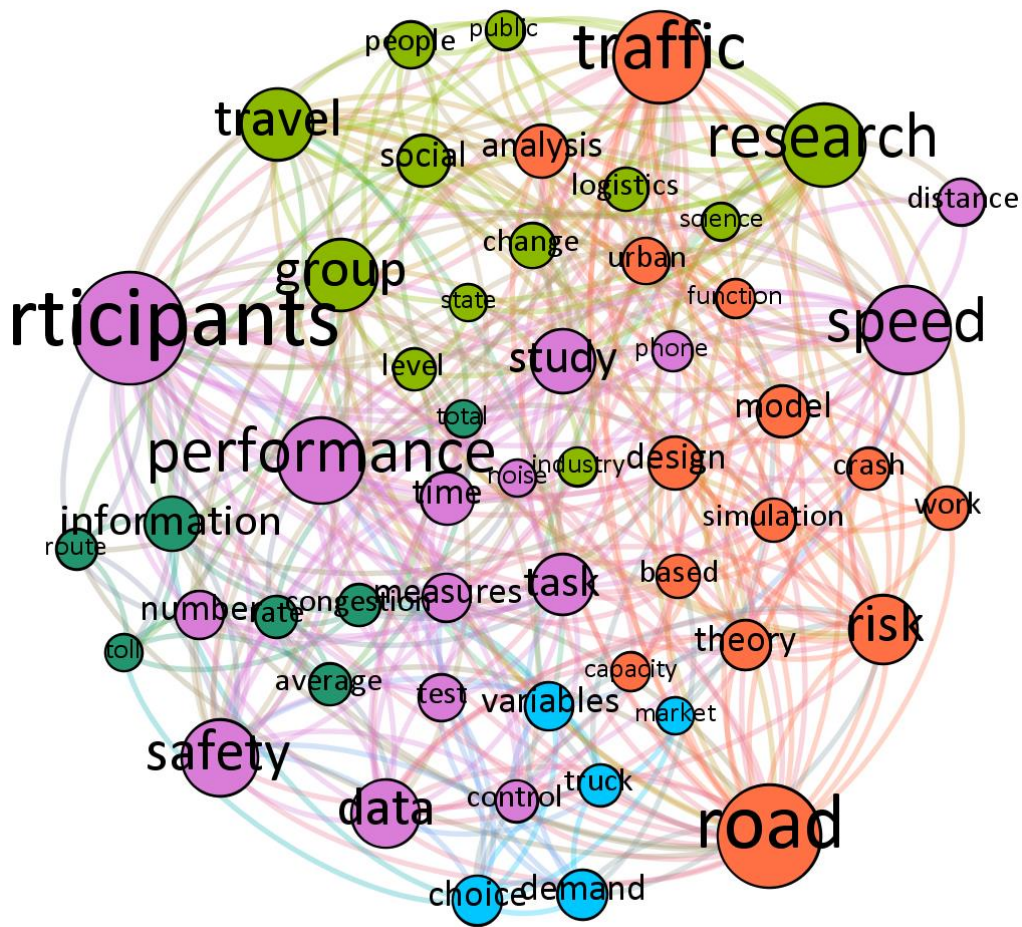 public
people
traffic
travel
research
analysis
social
logistics
distance
science
change
urban
group
state
function
rticipants
speed
study
phone
level
model
total
performance
design
industry
crash
noise
time
work
information
simulation
route
based
task
measures
congestion
number
rate
risk
theory
toll
capacity
average
test
variables
market
safety
truck
control
data
road
demand
choice